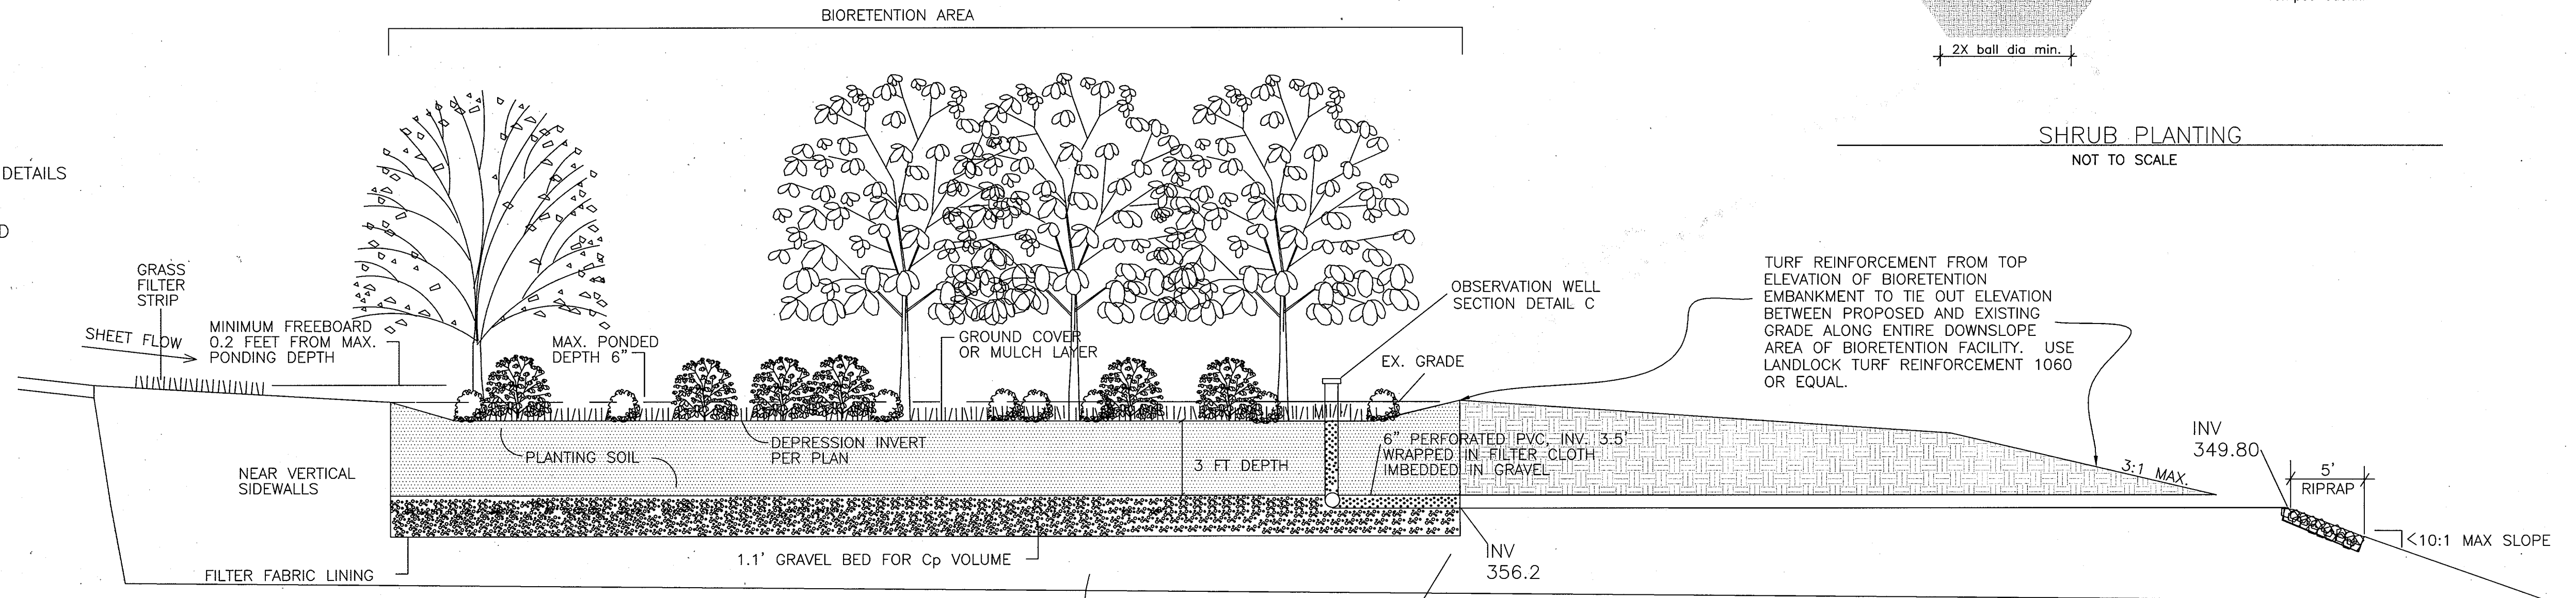 BIORETENTION AREA
2X ball dia min.
SHRUB PLANTING
NOT TO SCALE
DETAILS
D
GRASS
FILTER
STRIP
SHEET FLOW
MINIMUM FREEBOARD
0.2 FEET FROM MAX.
PONDING DEPTH
MAX. PONDED
DEPTH 6"
GROUND COVER
OR MULCH LAYER
OBSERVATION WELL
SECTION DETAIL C
EX. GRADE
TURF REINFORCEMENT FROM TOP
ELEVATION OF BIORETENTION
EMBANKMENT TO TIE OUT ELEVATION
BETWEEN PROPOSED AND EXISTING
GRADE ALONG ENTIRE DOWNSLOPE
AREA OF BIORETENTION FACILITY. USE
LANDLOCK TURF REINFORCEMENT 1060
OR EQUAL.
DEPRESSION INVERT
PER PLAN
PLANTING SOIL
NEAR VERTICAL
SIDEWALLS
3 FT DEPTH
6" PERFORATED PVC, INV. 3.5'
WRAPPED IN FILTER CLOTH
IMBEDDED IN GRAVEL
3:1 MAX.
INV
349.80
5'
RIPRAP
<10:1 MAX SLOPE
1.1' GRAVEL BED FOR Cp VOLUME
FILTER FABRIC LINING
INV
356.2